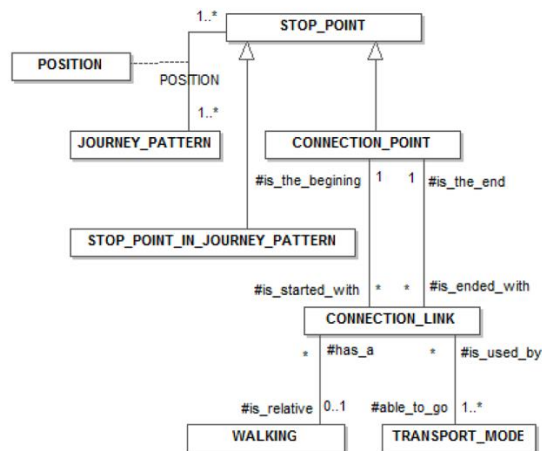 1..*
STOP_POINT
POSITION
POSITION
1..*
JOURNEY_PATTERN
CONNECTION_POINT
#is_the_begining
1
1
#is_the_end
STOP_POINT_IN_JOURNEY_PATTERN
#is_started_with
*
*
#is_ended_with
CONNECTION_LINK
*
#has_a
*
#is_used_by
#is_relative
0..1
#able_to_go
1..*
WALKING
TRANSPORT_MODE